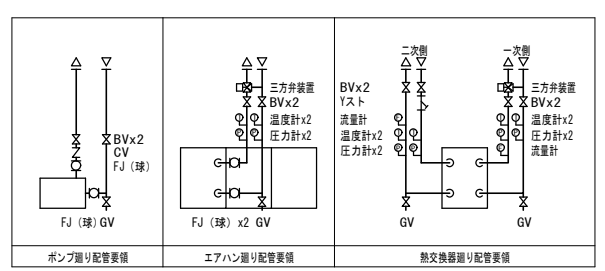 BVx2
CV
FJ（球）
FJ（球）GV
ポンプ廻り配管要領
三方弁装置
BVx2
温度計x2
圧力計x2
FJ（球）x2 GV
エアハン廻り配管要領
二次側
一次側
BVx2
Yスト
流量計
温度計x2
圧力計x2
三方弁装置
BVx2
温度計x2
圧力計x2
流量計
GV
GV
熱交換器廻り配管要領